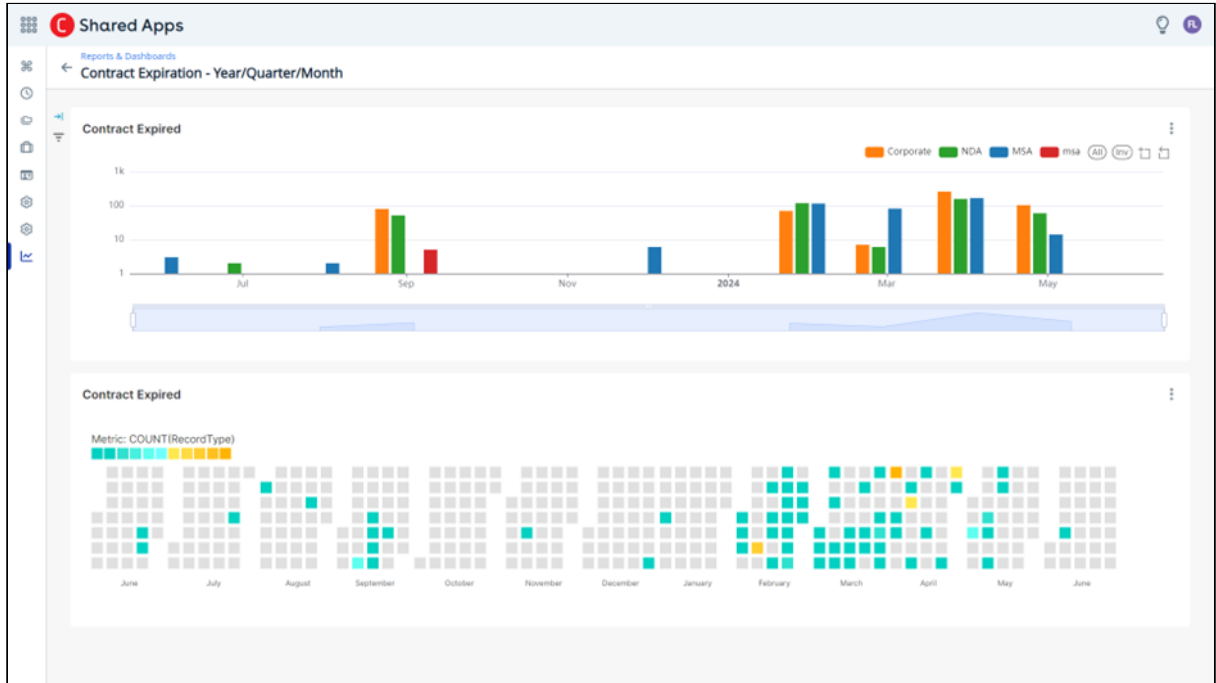 C Shared Apps
FL
Reports & Dashboards
Contract Expiration - Year/Quarter/Month
Contract Expired
Corporate NDA MSA msa All Inv
1k
100
10
1
Jul Sep Nov 2024 Mar May
Contract Expired
Metric: COUNT(RecordType)
June July August September October November December January February March April May June